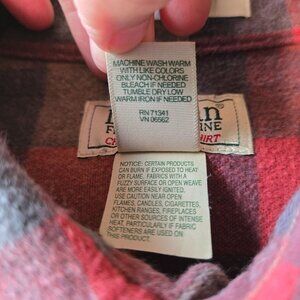 MACHINE WASH WARM
WITH LIKE COLORS
ONLY NON-CHLORINE
BLEACH IF NEEDED
TUMBLE DRY LOW
WARM IRON IF NEEDED
RN 71341
VN 06562
NOTICE: CERTAIN PRODUCTS
CAN BURN IF EXPOSED TO HEAT
OR FLAME. FABRICS WITH A
FUZZY SURFACE OR OPEN WEAVE
ARE MORE EASILY IGNITED.
USE CAUTION NEAR OPEN
FLAMES, CANDLES, CIGARETTES,
KITCHEN RANGES, FIREPLACES
OR OTHER SOURCES OF INTENSE
HEAT, PARTICULARLY IF FABRIC
SOFTENERS ARE USED ON
THIS PRODUCT.